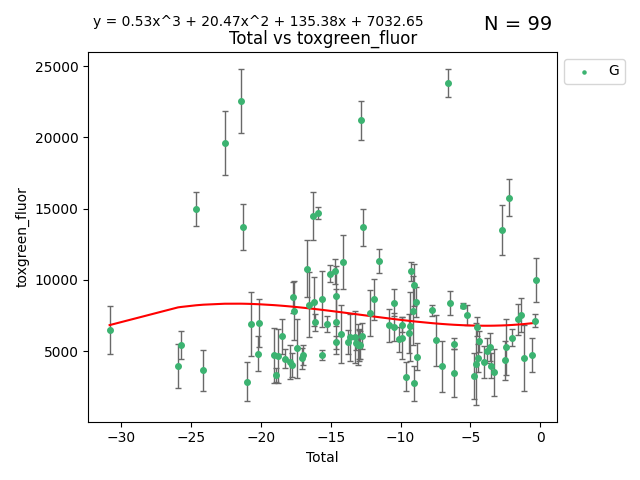 y = 0.53x^3 + 20.47x^2 + 135.38x + 7032.65
N = 99
Total vs toxgreen_fluor
G
25000
20000
15000
10000
5000
toxgreen_fluor
−30
−25
−20
−15
−10
−5
0
Total